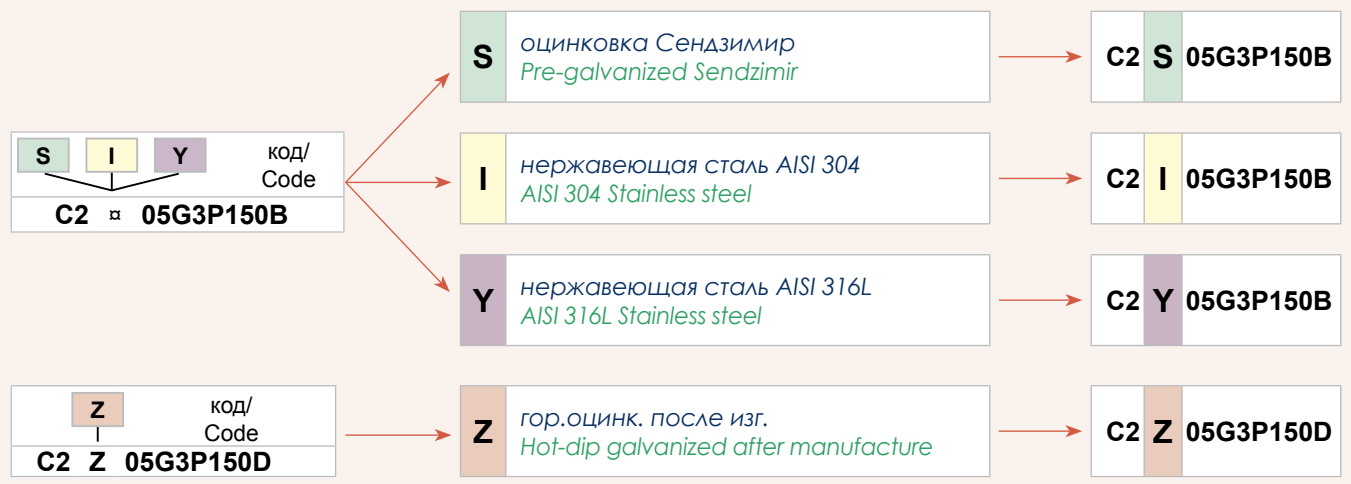 S I Y код/
Code
C2 ¤ 05G3P150B
S оцинковка Сендзимир
Pre-galvanized Sendzimir
C2 S 05G3P150B
I нержавеющая сталь AISI 304
AISI 304 Stainless steel
C2 I 05G3P150B
Y нержавеющая сталь AISI 316L
AISI 316L Stainless steel
C2 Y 05G3P150B
Z код/
Code
C2 Z 05G3P150D
Z гор.оцинк. после изг.
Hot-dip galvanized after manufacture
C2 Z 05G3P150D